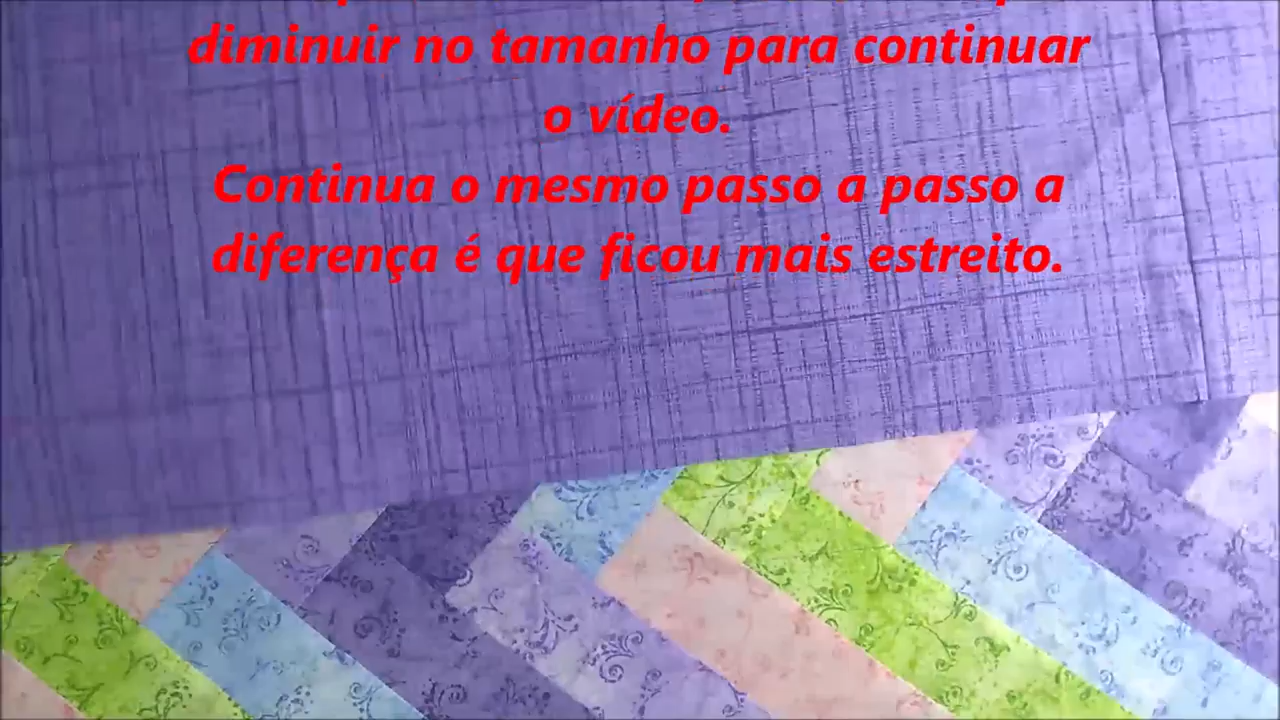 diminuir no tamanho para continuar
o vídeo.
Continua o mesmo passo a passo a
diferença é que ficou mais estreito.